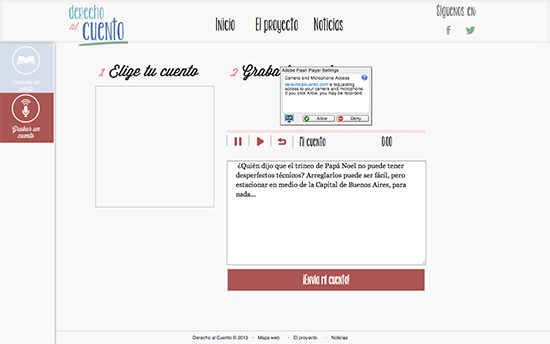 derecho
al
cuento
Inicio El proyecto Noticias
Síguenos en:
Escucha un
cuento
Grabar un
cuento
1 Elige tu cuento
2 Graba
Adobe Flash Player Settings
Camera and Microphone Access
derechoalcuento.com is requesting
access to your camera and microphone.
If you click Allow, you may be recorded.
Allow Deny
Mi cuento 0:00
¿Quién dijo que el trineo de Papá Noel no puede tener
desperfectos técnicos? Arreglarlos puede ser fácil, pero
estacionar en medio de la Capital de Buenos Aires, para
nada...
¡Envía mi cuento!
Derecho al Cuento © 2013 - Mapa web - El proyecto - Noticias